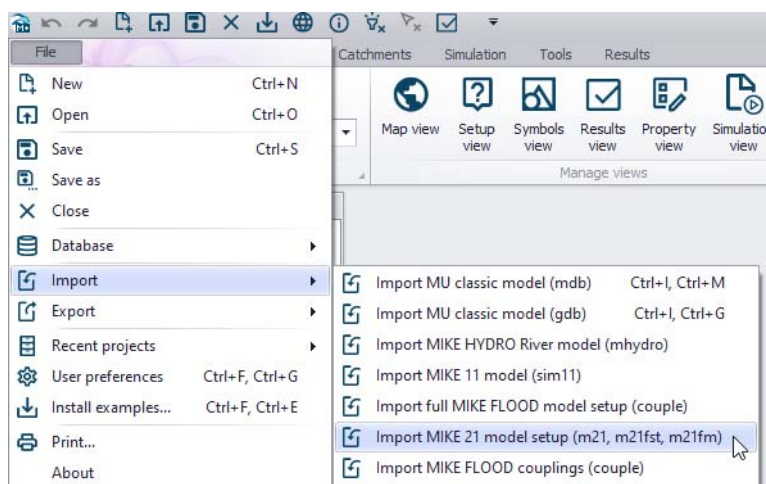 File
Catchments Simulation Tools Results
New Ctrl+N
Open Ctrl+O
Save Ctrl+S
Save as
Close
Database
Import
Export
Recent projects
User preferences Ctrl+F, Ctrl+G
Install examples... Ctrl+F, Ctrl+E
Print...
About
Map view
Setup view
Symbols view
Results view
Property view
Simulatio view
Manage views
Import MU classic model (mdb) Ctrl+I, Ctrl+M
Import MU classic model (gdb) Ctrl+I, Ctrl+G
Import MIKE HYDRO River model (mhydro)
Import MIKE 11 model (sim11)
Import full MIKE FLOOD model setup (couple)
Import MIKE 21 model setup (m21, m21fst, m21fm)
Import MIKE FLOOD couplings (couple)